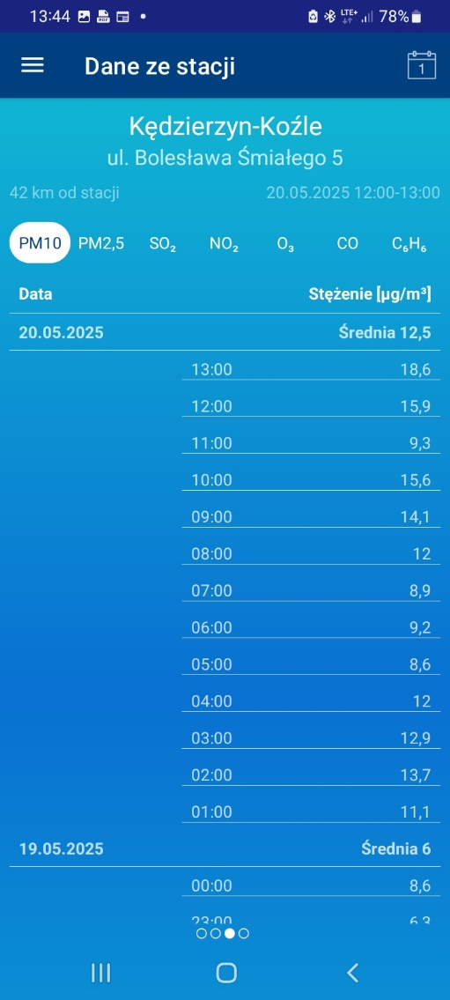 13:44 LTE+ 78%
Dane ze stacji 1
Kędzierzyn-Koźle
ul. Bolesława Śmiałego 5
42 km od stacji 20.05.2025 12:00-13:00
PM10 PM2,5 SO₂ NO₂ O₃ CO C₆H₆
Data Stężenie [µg/m³]
20.05.2025 Średnia 12,5
13:00 18,6
12:00 15,9
11:00 9,3
10:00 15,6
09:00 14,1
08:00 12
07:00 8,9
06:00 9,2
05:00 8,6
04:00 12
03:00 12,9
02:00 13,7
01:00 11,1
19.05.2025 Średnia 6
00:00 8,6
23:00 6,3